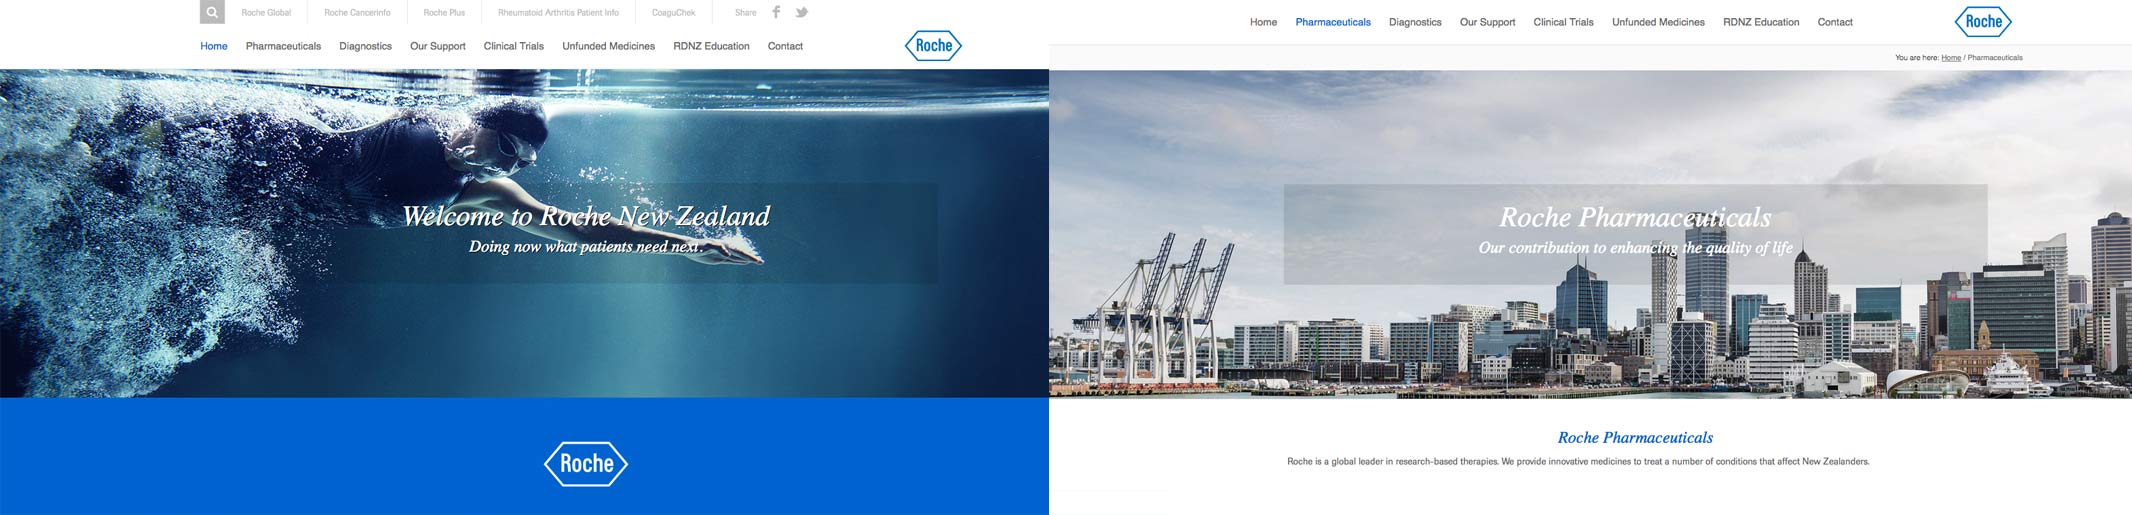 Roche Global Roche Cancerinfo Roche Plus Rheumatoid Arthritis Patient Info CoaguChek Share
Home Pharmaceuticals Diagnostics Our Support Clinical Trials Unfunded Medicines RDNZ Education Contact
Roche
Welcome to Roche New Zealand
Doing now what patients need next.
Roche
Home Pharmaceuticals Diagnostics Our Support Clinical Trials Unfunded Medicines RDNZ Education Contact
Roche
You are here: Home / Pharmaceuticals
Roche Pharmaceuticals
Our contribution to enhancing the quality of life
Roche Pharmaceuticals
Roche is a global leader in research-based therapies. We provide innovative medicines to treat a number of conditions that affect New Zealanders.